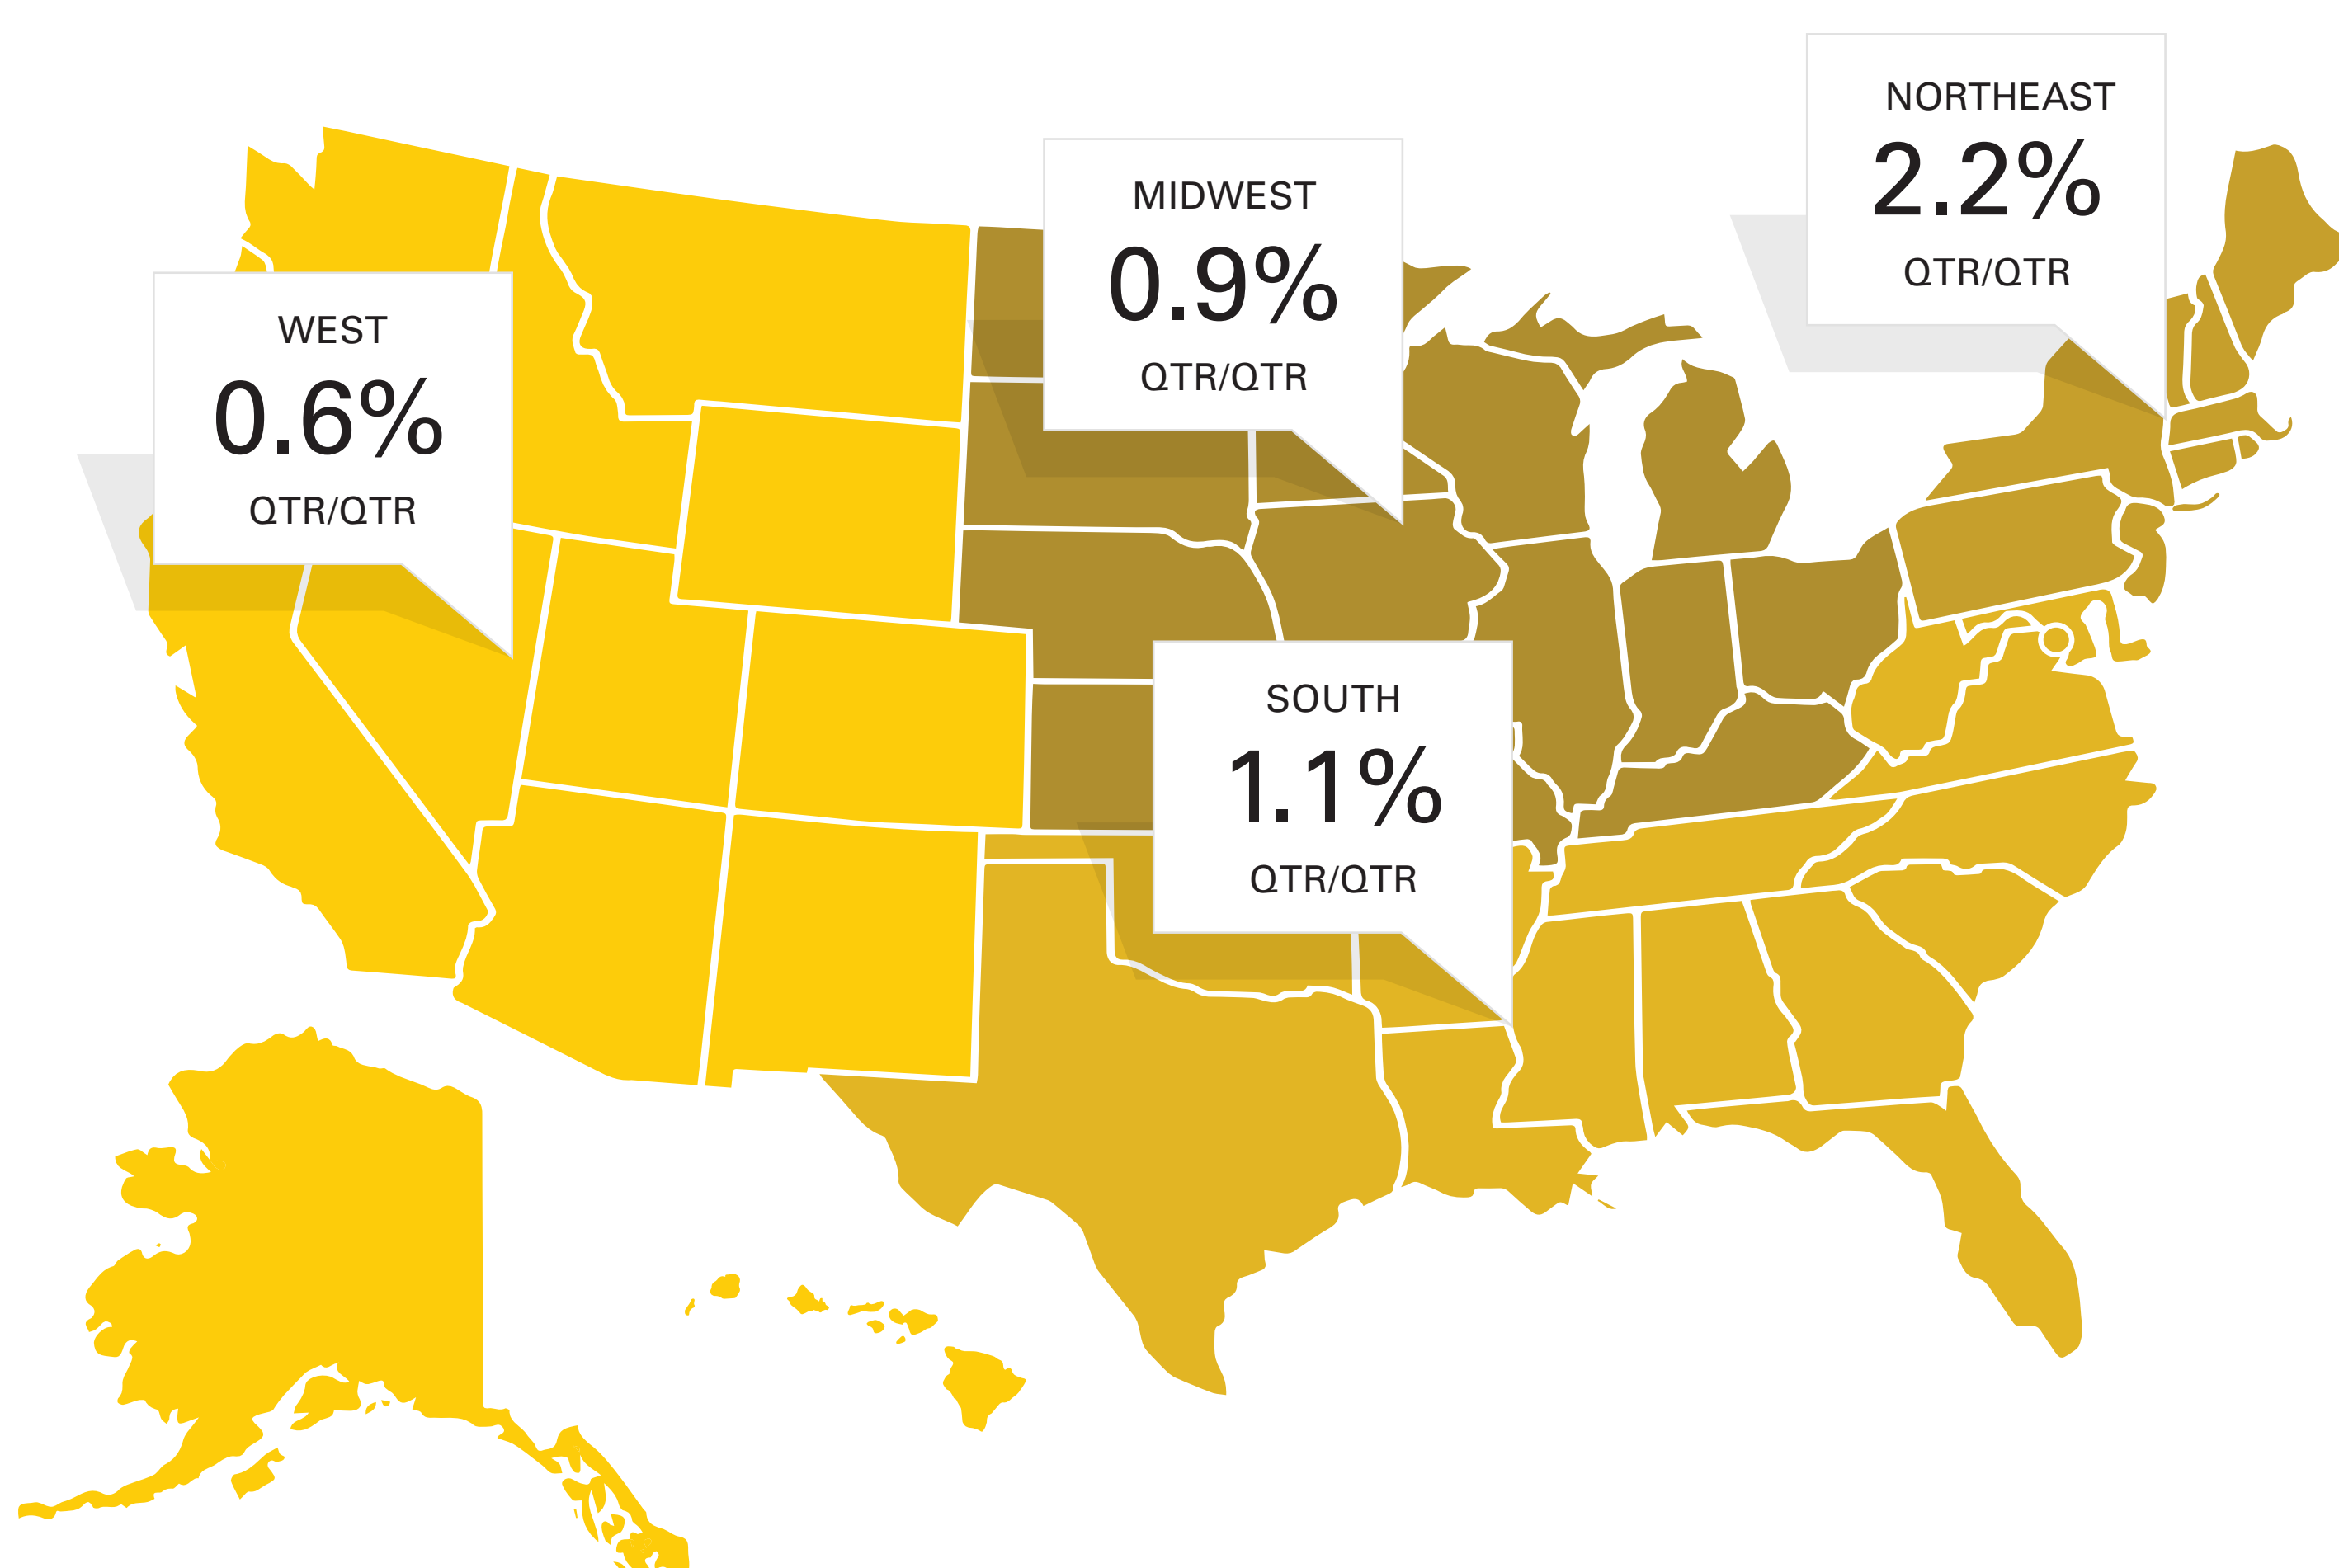 NORTHEAST
2.2%
QTR/QTR
MIDWEST
0.9%
QTR/QTR
WEST
0.6%
QTR/QTR
SOUTH
1.1%
QTR/QTR